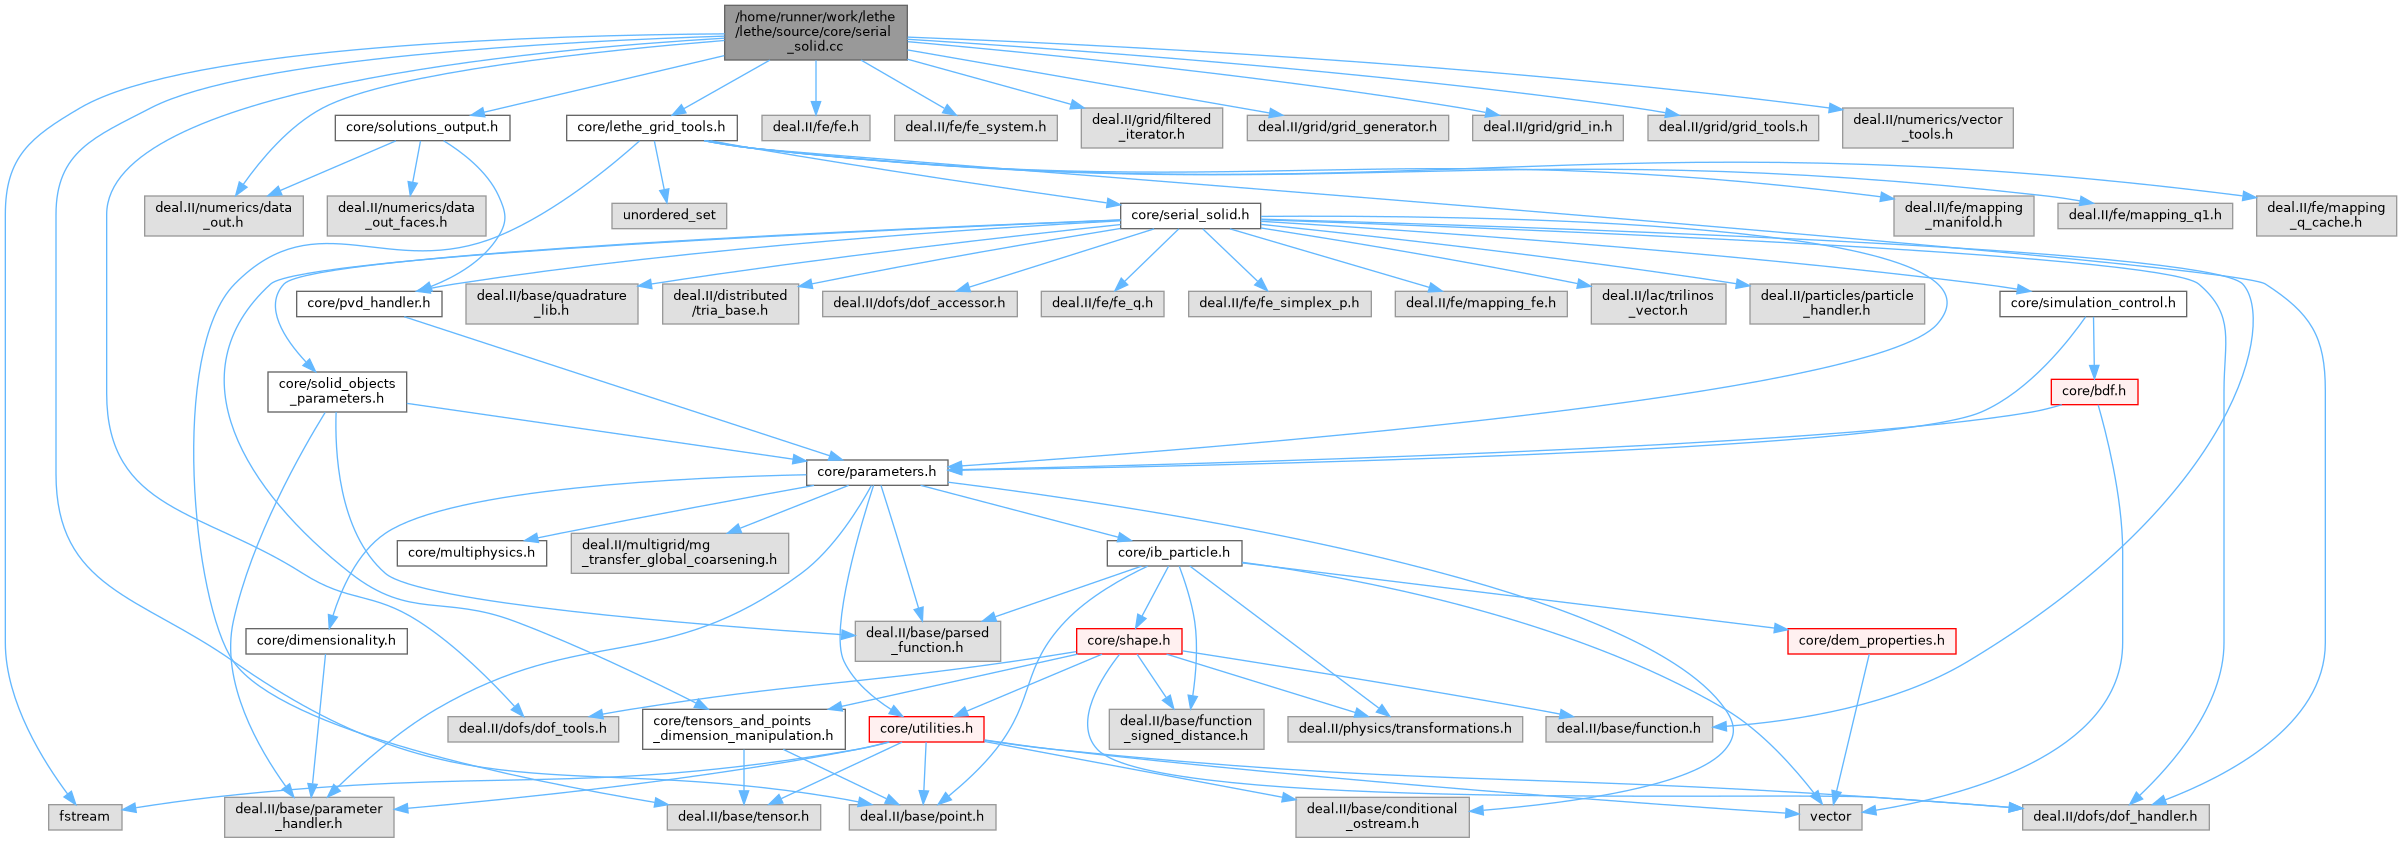 /home/runner/work/lethe
/lethe/source/core/serial
_solid.cc
core/solutions_output.h
core/lethe_grid_tools.h
deal.II/fe/fe.h
deal.II/fe/fe_system.h
deal.II/grid/filtered
_iterator.h
deal.II/grid/grid_generator.h
deal.II/grid/grid_in.h
deal.II/grid/grid_tools.h
deal.II/numerics/vector
_tools.h
deal.II/numerics/data
_out.h
deal.II/numerics/data
_out_faces.h
unordered_set
core/serial_solid.h
deal.II/fe/mapping
_manifold.h
deal.II/fe/mapping_q1.h
deal.II/fe/mapping
_q_cache.h
core/pvd_handler.h
deal.II/base/quadrature
_lib.h
deal.II/distributed
/tria_base.h
deal.II/dofs/dof_accessor.h
deal.II/fe/fe_q.h
deal.II/fe/fe_simplex_p.h
deal.II/fe/mapping_fe.h
deal.II/lac/trilinos
_vector.h
deal.II/particles/particle
_handler.h
core/simulation_control.h
core/solid_objects
_parameters.h
core/bdf.h
core/parameters.h
core/multiphysics.h
deal.II/multigrid/mg
_transfer_global_coarsening.h
core/ib_particle.h
core/dimensionality.h
deal.II/base/parsed
_function.h
core/shape.h
core/dem_properties.h
deal.II/dofs/dof_tools.h
core/tensors_and_points
_dimension_manipulation.h
core/utilities.h
deal.II/base/function
_signed_distance.h
deal.II/physics/transformations.h
deal.II/base/function.h
fstream
deal.II/base/parameter
_handler.h
deal.II/base/tensor.h
deal.II/base/point.h
deal.II/base/conditional
_ostream.h
vector
deal.II/dofs/dof_handler.h